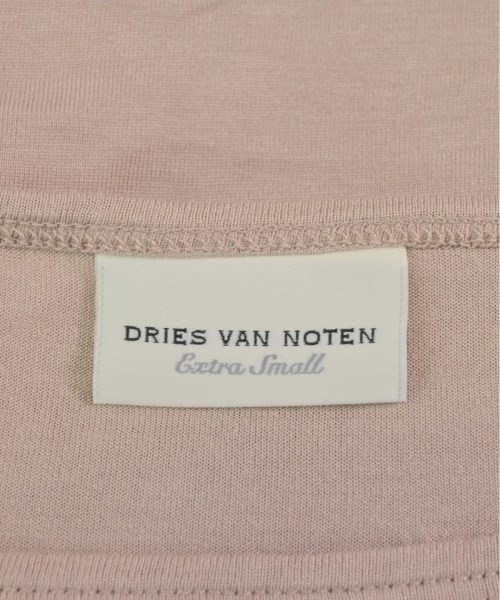 DRIES VAN NOTEN
Extra Small